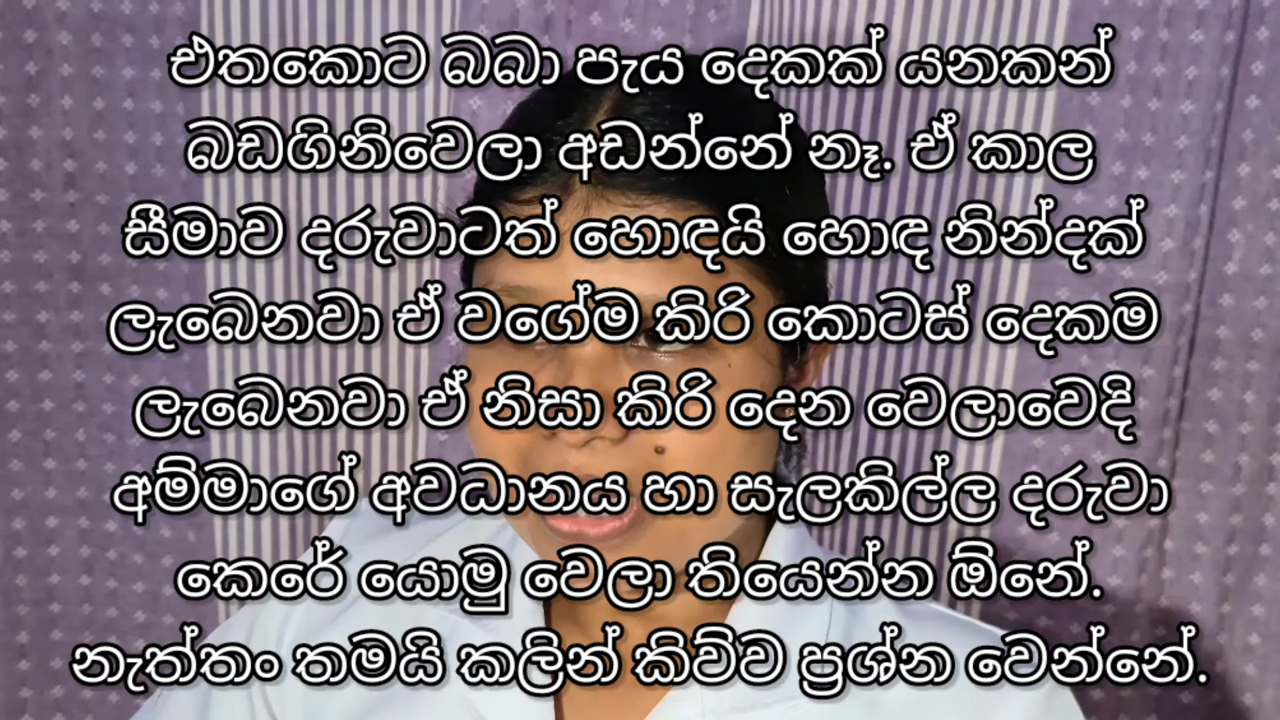 එතකොට බබා පැය දෙකක් යනකන්
බඩගිනිවෙලා අඩන්නේ නෑ. ඒ කාල
සීමාව දරුවාටත් හොඳයි හොඳ නින්දක්
ලැබෙනවා ඒ වගේම කිරි කොටස් දෙකම
ලැබෙනවා ඒ නිසා කිරි දෙන වෙලාවෙදි
අම්මාගේ අවධානය හා සැලකිල්ල දරුවා
කෙරේ යොමු වෙලා තියෙන්න ඕනේ.
නැත්තං තමයි කලින් කිව්ව ප්‍රශ්න වෙන්නේ.